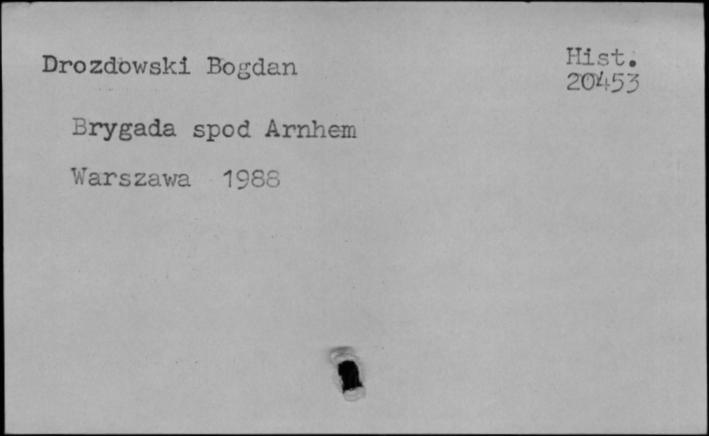 Drozdowski Bogdan
Hist.
20453
Brygada spod Arnhem
Warszawa 1988